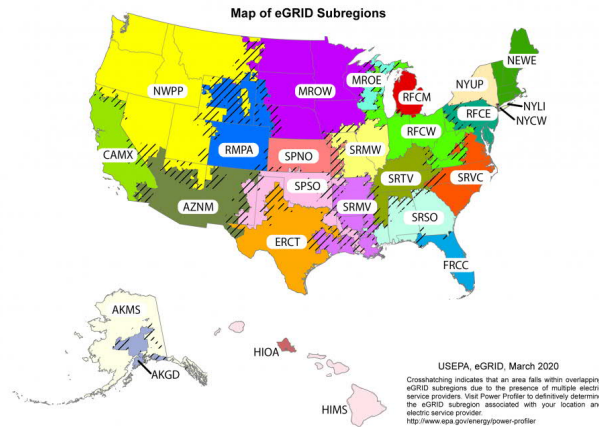 Map of eGRID Subregions
NEWE
NWPP
MROE
NYUP
MROW
RFCM
NYLI
RFCE
NYCW
RFCW
CAMX
RMPA
SPNO
SRMW
SRTV
SRVC
SPSO
AZNM
SRMV
SRSO
ERCT
FRCC
AKMS
HIOA
AKGD
HIMS
USEPA, eGRID, March 2020
Crosshatching indicates that an area falls within overlapping
eGRID subregions due to the presence of multiple electric
service providers. Visit Power Profiler to definitively determine
the eGRID subregion associated with your location and
electric service provider.
http://www.epa.gov/energy/power-profiler